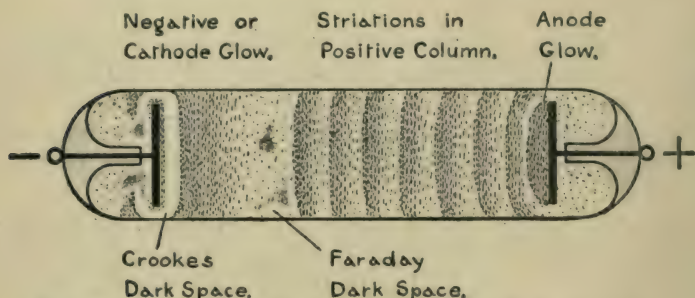 Negative or
Cathode Glow.
Striations in
Positive Column.
Anode
Glow.
−
+
Crookes
Dark Space.
Faraday
Dark Space.